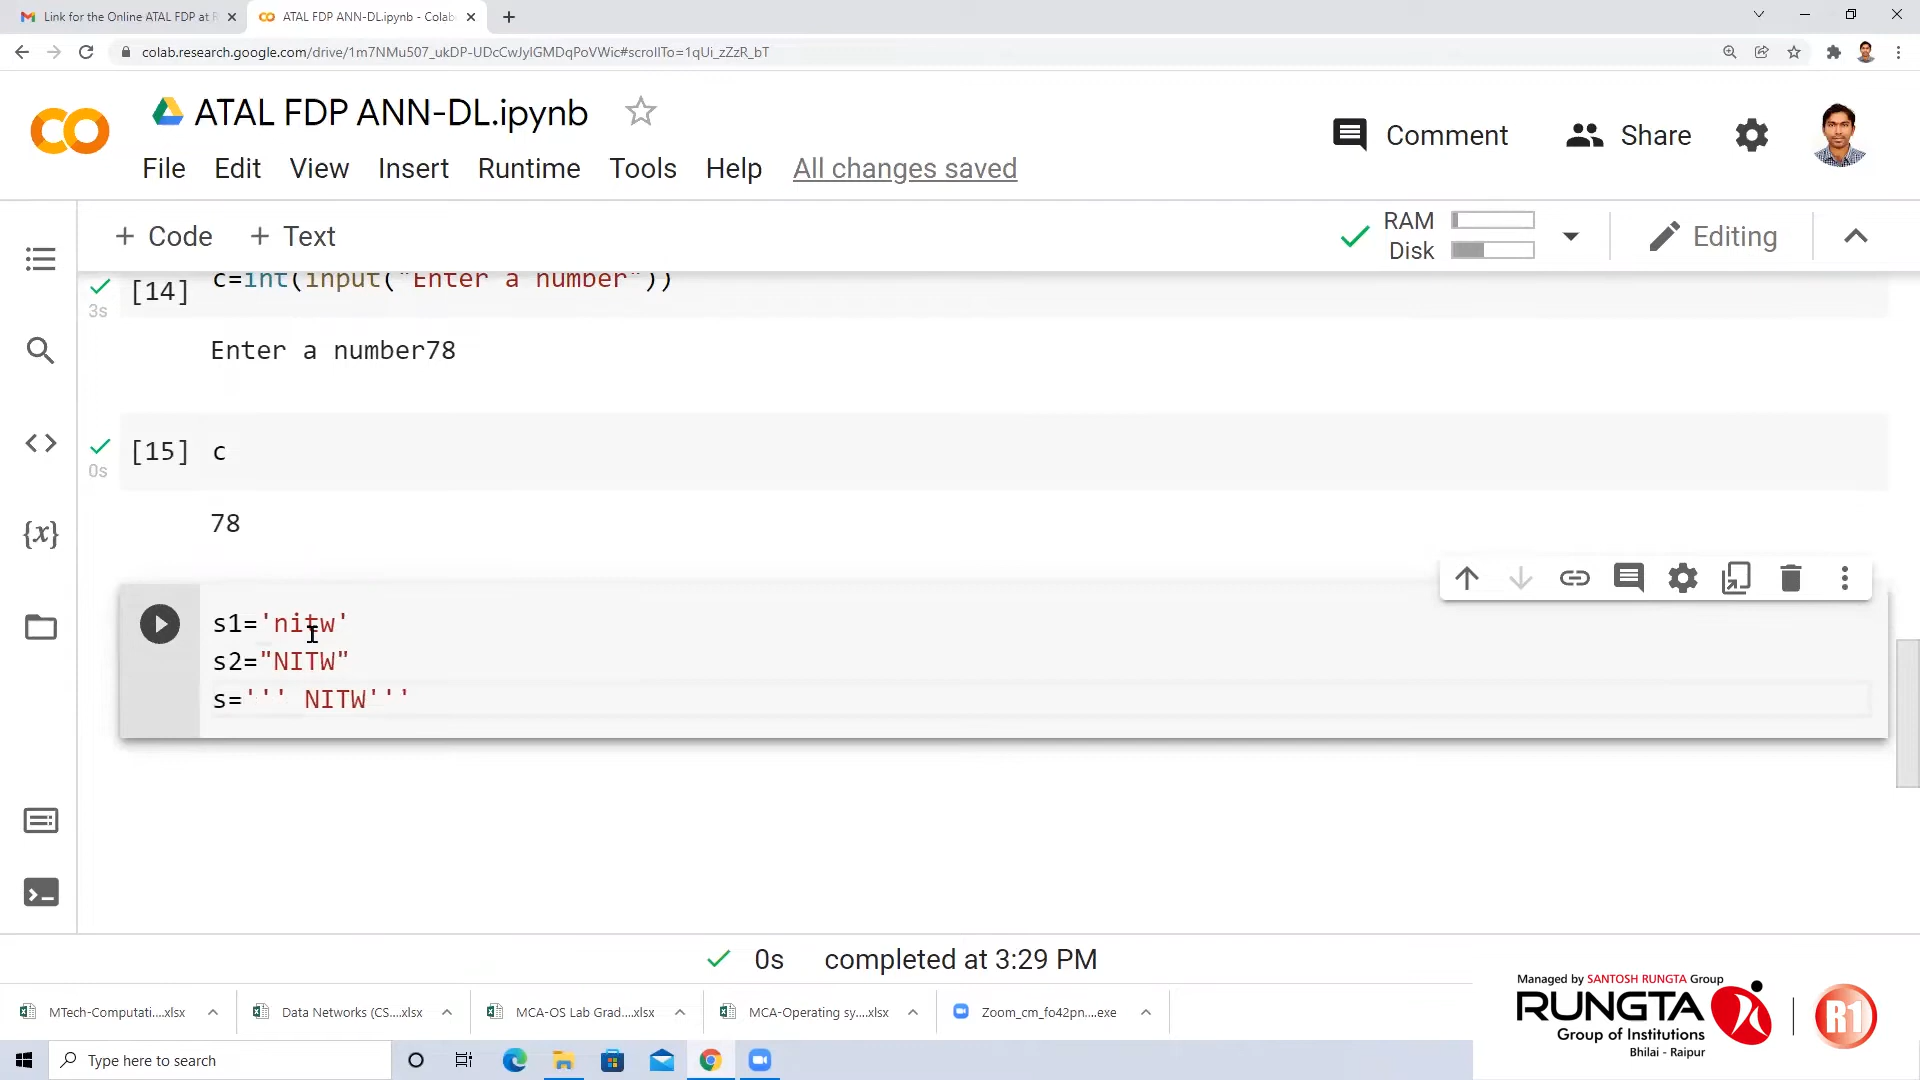 Link for the Online ATAL FDP at R
ATAL FDP ANN-DL.ipynb - Colab
colab.research.google.com/drive/1m7NMu507_ukDP-UDcCwJyIGMDqPoVWic#scrollTo=1qUi_zZzR_bT
ATAL FDP ANN-DL.ipynb
Comment
Share
File Edit View Insert Runtime Tools Help All changes saved
+ Code + Text
RAM
Disk
Editing
[14] c=int(input("Enter a number"))
3s
Enter a number78
[15] c
0s
78
{x}
s1='nitw'
s2="NITW"
s=''' NITW'''
0s completed at 3:29 PM
MTech-Computati....xlsx
Data Networks (CS....xlsx
MCA-OS Lab Grad....xlsx
MCA-Operating sy....xlsx
Zoom_cm_fo42pn....exe
Managed by SANTOSH RUNGTA Group
RUNGTA
Group of Institutions
Bhilai - Raipur
R1
Type here to search